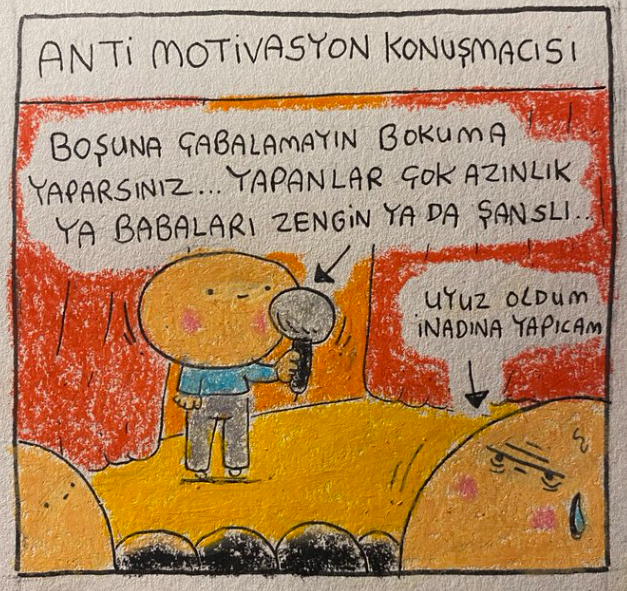 ANTİ MOTİVASYON KONUŞMACISI
BOŞUNA ÇABALAMAYIN BOKUMA
YAPARSINIZ... YAPANLAR ÇOK AZINLIK
YA BABALARI ZENGİN YA DA ŞANSLI..
UYUZ OLDUM
İNADINA YAPICAM